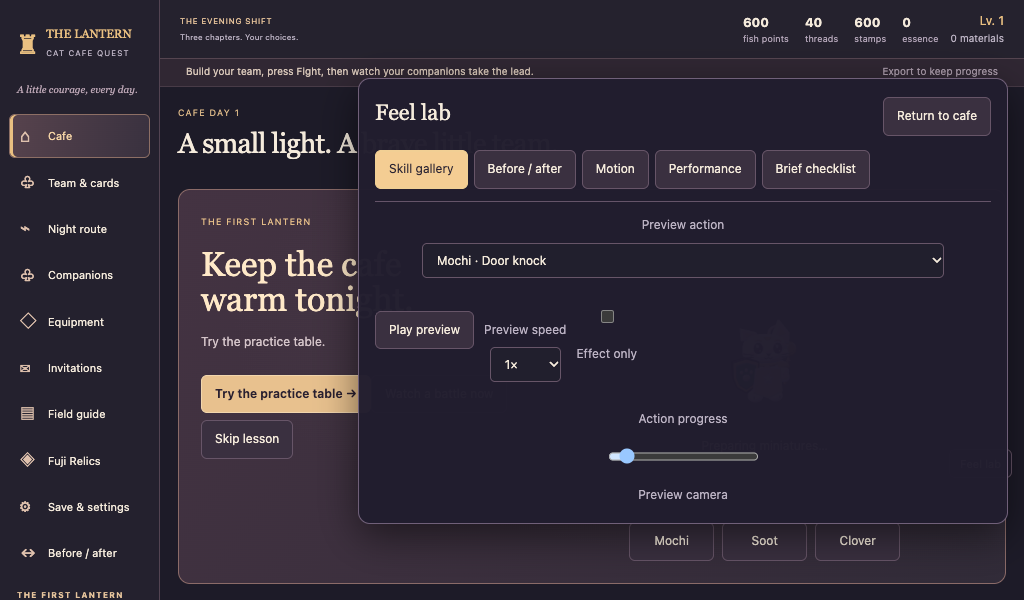 THE LANTERN
CAT CAFE QUEST
A little courage, every day.
Cafe
Team & cards
Night route
Companions
Equipment
Invitations
Field guide
Fuji Relics
Save & settings
Before / after
THE FIRST LANTERN
THE EVENING SHIFT
Three chapters. Your choices.
600
fish points
40
threads
600
stamps
0
essence
Lv. 1
0 materials
Build your team, press Fight, then watch your companions take the lead.
Export to keep progress
CAFE DAY 1
A small light. A brave little team.
THE FIRST LANTERN
Keep the cafe
warm tonight.
Try the practice table.
Try the practice table →
Skip lesson
Feel lab
Return to cafe
Skill gallery
Before / after
Motion
Performance
Brief checklist
Preview action
Mochi · Door knock
Play preview
Preview speed
1×
Effect only
Action progress
Preview camera
Mochi
Soot
Clover